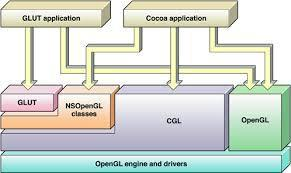 GLUT application
Cocoa application
GLUT
NSOpenGL
classes
CGL
OpenGL
OpenGL engine and drivers